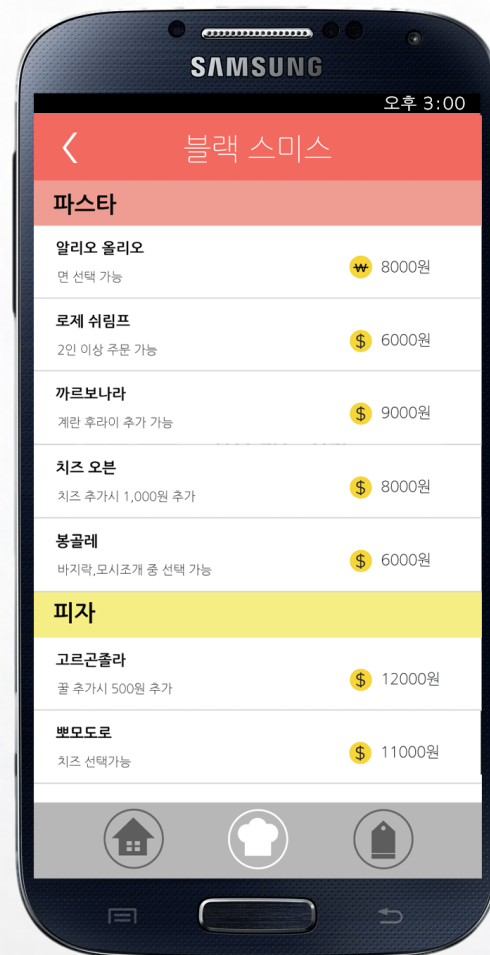 SAMSUNG
오후 3:00
블랙 스미스
파스타
알리오 올리오
면 선택 가능
₩ 8000원
로제 쉬림프
2인 이상 주문 가능
$ 6000원
까르보나라
계란 후라이 추가 가능
$ 9000원
치즈 오븐
치즈 추가시 1,000원 추가
$ 8000원
봉골레
바지락,모시조개 중 선택 가능
$ 6000원
피자
고르곤졸라
꿀 추가시 500원 추가
$ 12000원
뽀모도로
치즈 선택가능
$ 11000원